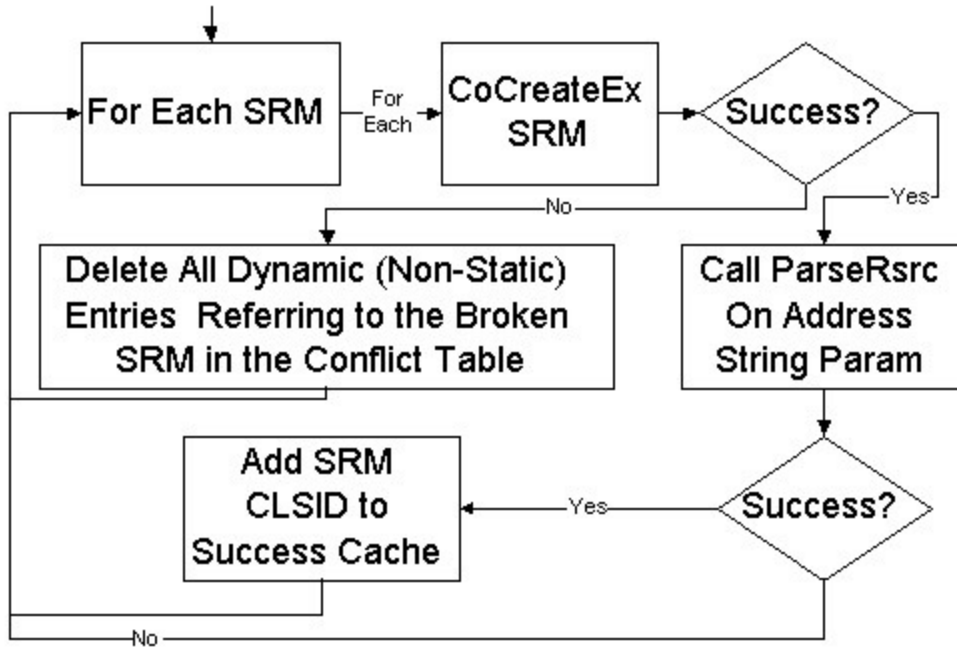 For Each SRM
For
Each
CoCreateEx
SRM
Success?
No
Yes
Delete All Dynamic (Non-Static)
Entries Referring to the Broken
SRM in the Conflict Table
Call ParseRsrc
On Address
String Param
Add SRM
CLSID to
Success Cache
Yes
Success?
No